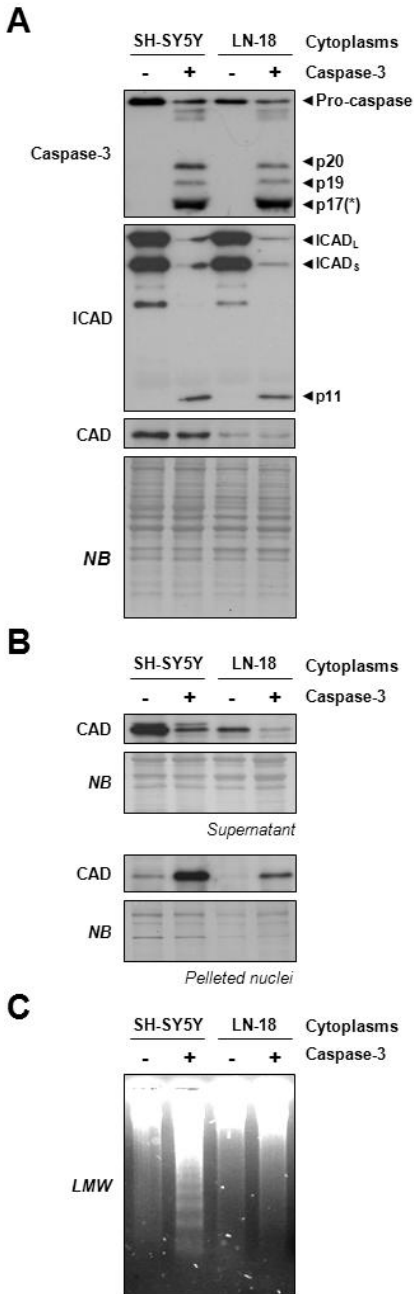 A
SH-SY5Y LN-18 Cytoplasms
- + - + Caspase-3
Caspase-3
◄Pro-caspase
◄p20
◄p19
◄p17(*)
ICAD
◄ICADL
◄ICADS
◄p11
CAD
NB
B
SH-SY5Y LN-18 Cytoplasms
- + - + Caspase-3
CAD
NB
Supernatant
CAD
NB
Pelleted nuclei
C
SH-SY5Y LN-18 Cytoplasms
- + - + Caspase-3
LMW